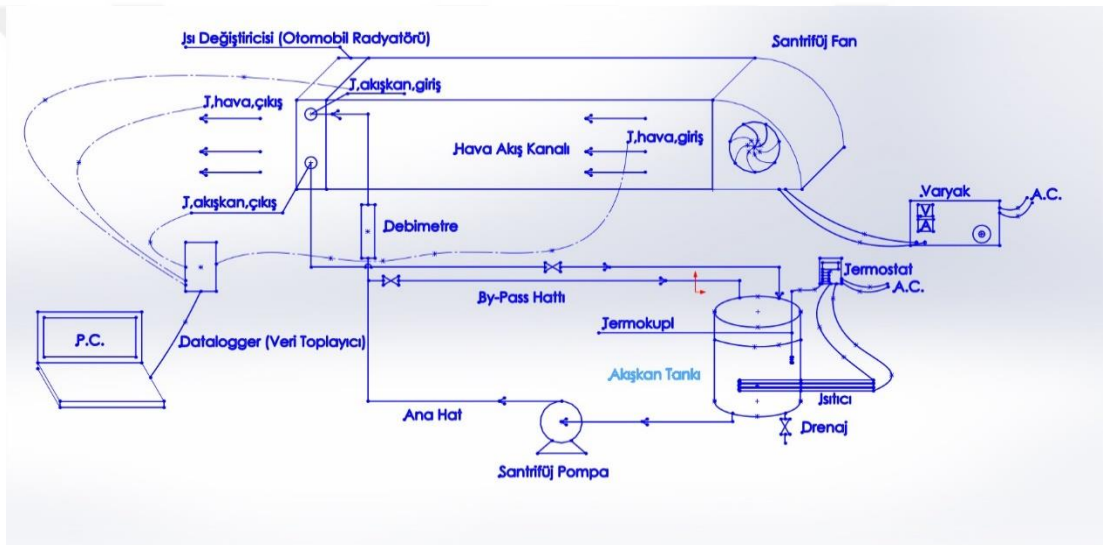 Isı Değiştiricisi (Otomobil Radyatörü)
Santrifüj Fan
T,akışkan,giriş
T,hava,çıkış
T,hava,giriş
Hava Akış Kanalı
T,akışkan,çıkış
Varyak
A.C.
V
A
Debimetre
Termostat
A.C.
By-Pass Hattı
Termokupl
P.C.
Datalogger (Veri Toplayıcı)
Akışkan Tankı
Isıtıcı
Ana Hat
Drenaj
Santrifüj Pompa